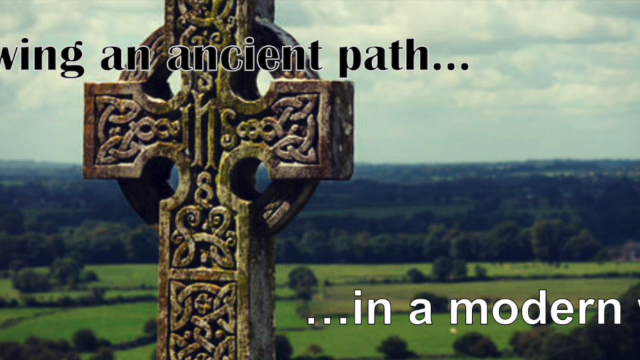 wing an ancient path...
...in a modern w